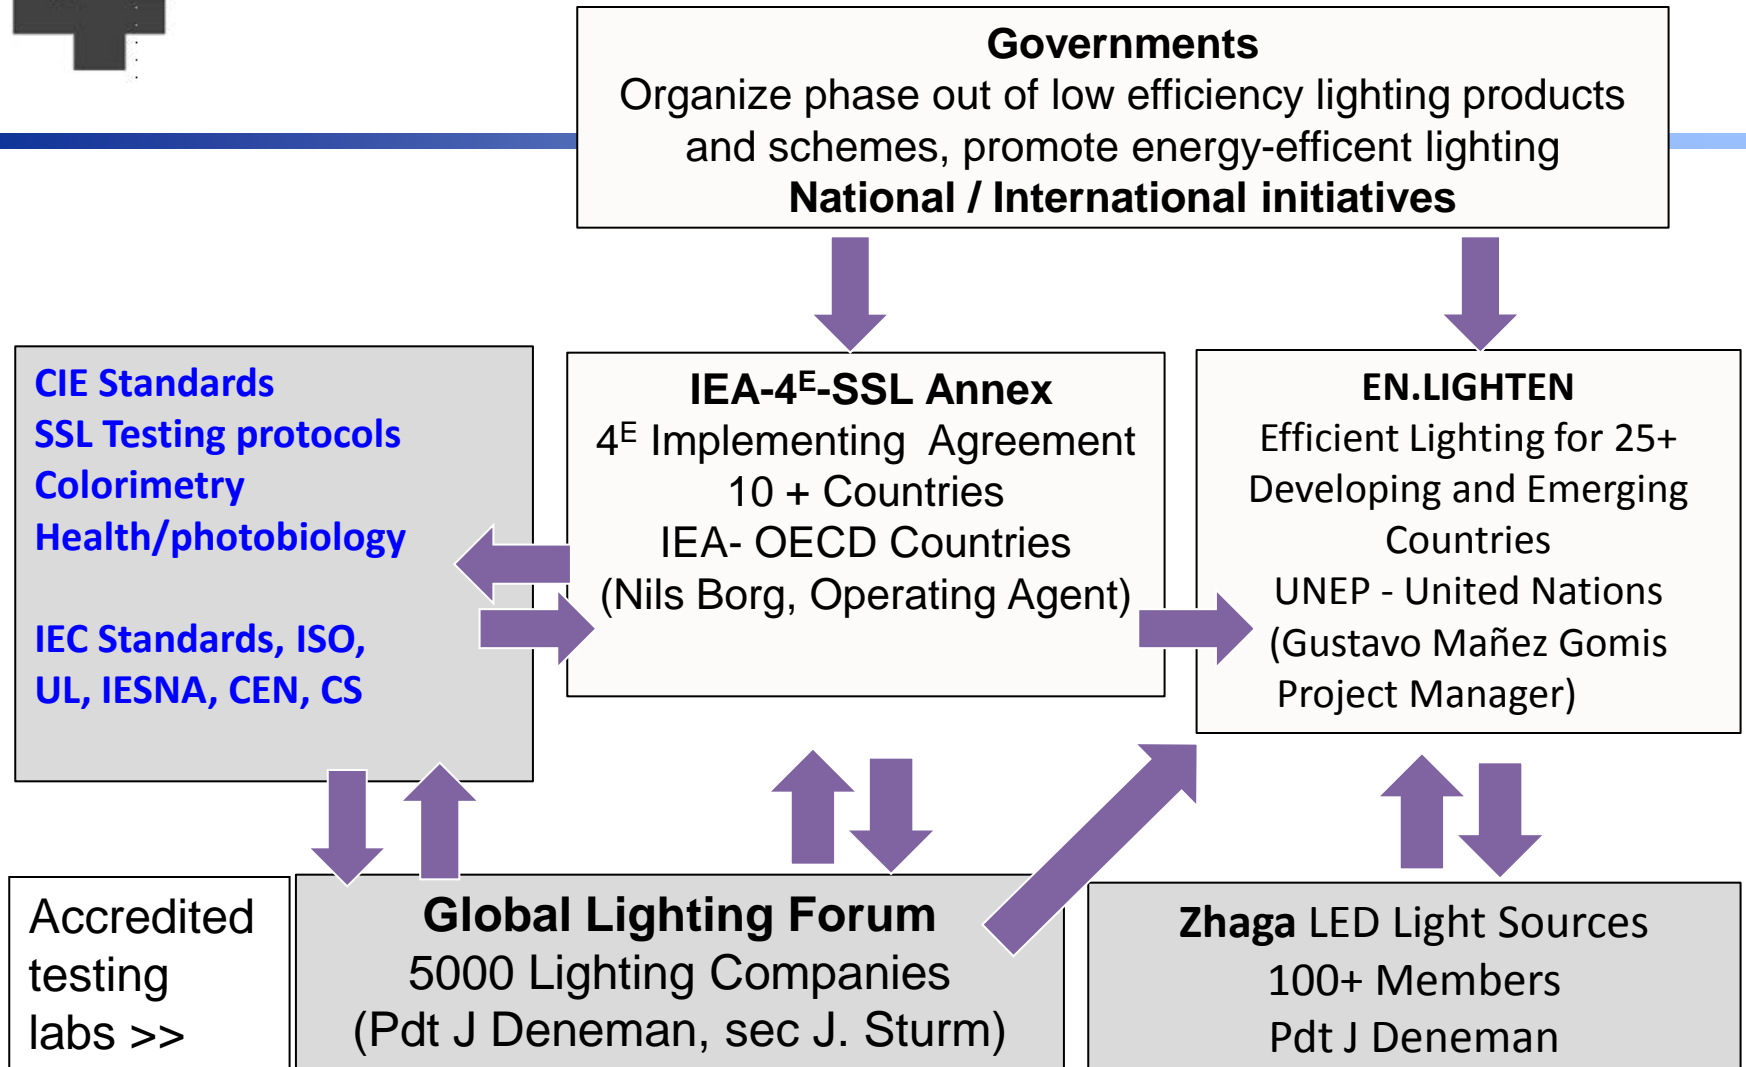 Governments
Organize phase out of low efficiency lighting products
and schemes, promote energy-efficent lighting
National / International initiatives
CIE Standards
SSL Testing protocols
Colorimetry
Health/photobiology
IEC Standards, ISO,
UL, IESNA, CEN, CS
IEA-4ᴱ-SSL Annex
4ᴱ Implementing Agreement
10 + Countries
IEA- OECD Countries
(Nils Borg, Operating Agent)
EN.LIGHTEN
Efficient Lighting for 25+
Developing and Emerging
Countries
UNEP - United Nations
(Gustavo Mañez Gomis
Project Manager)
Accredited
testing
labs >>
Global Lighting Forum
5000 Lighting Companies
(Pdt J Deneman, sec J. Sturm)
Zhaga LED Light Sources
100+ Members
Pdt J Deneman